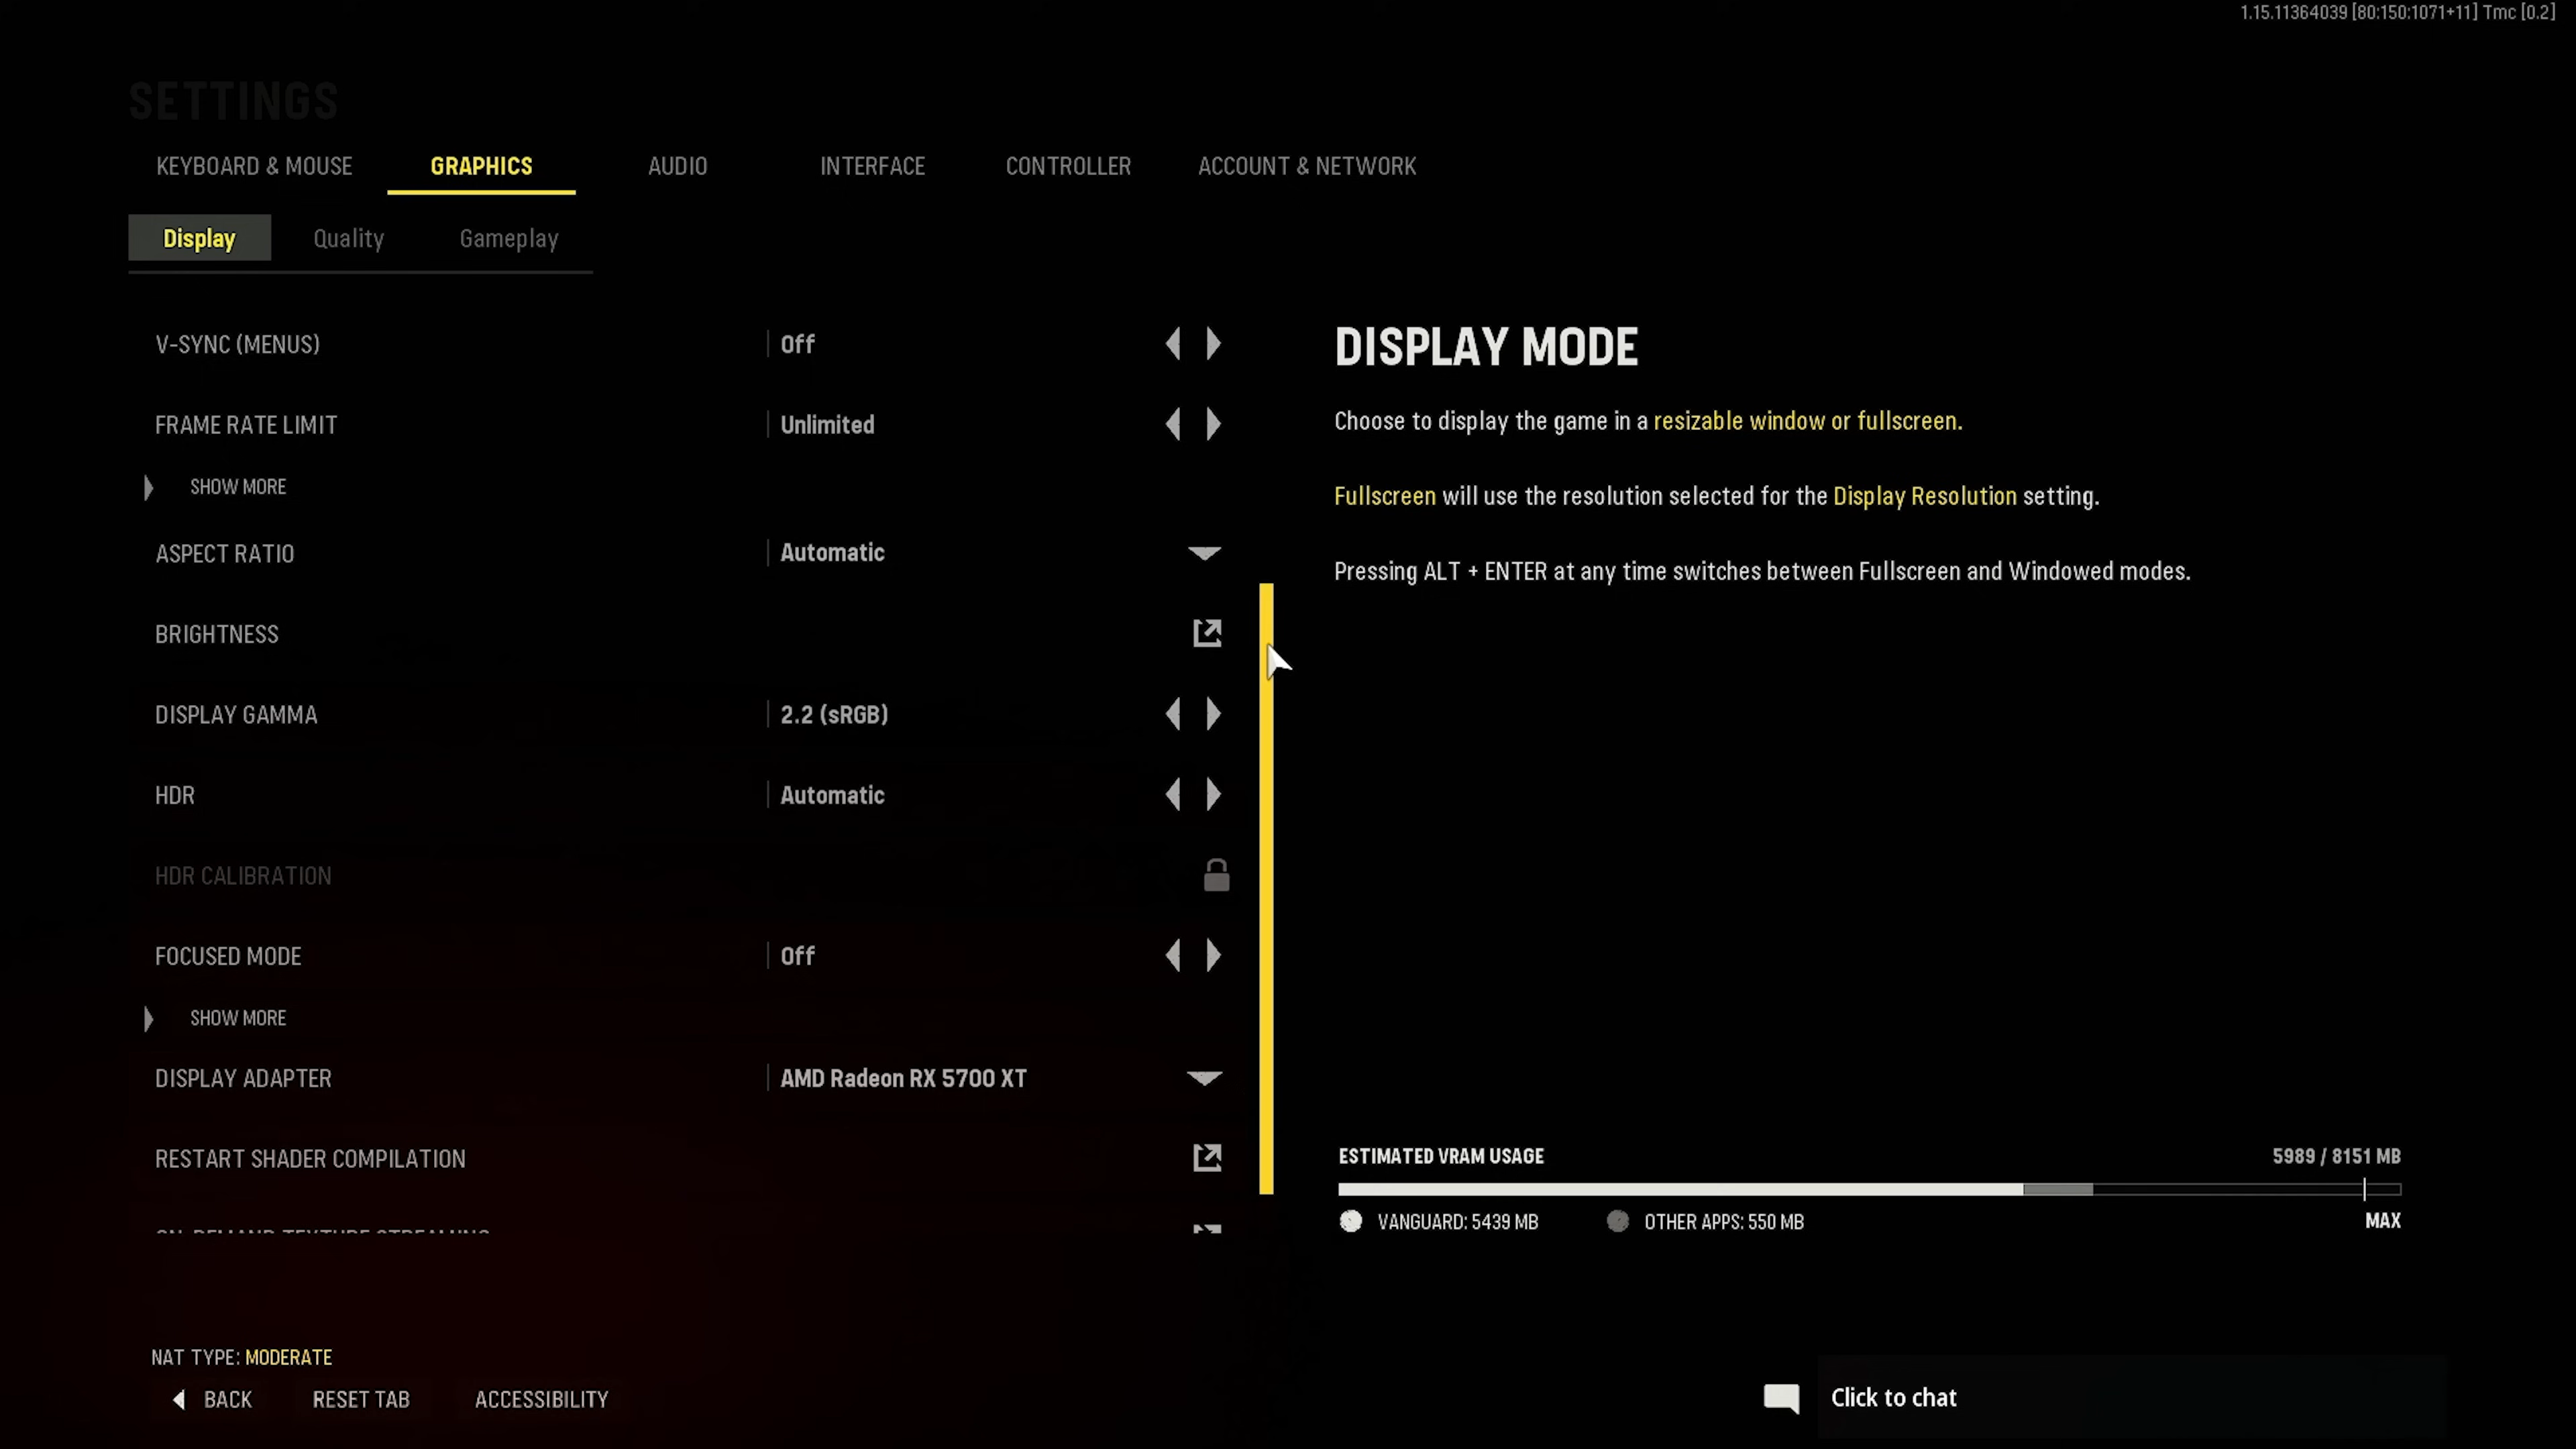 1.15.11364039 [80:150:1071+11] Tmc [0.2]
SETTINGS
KEYBOARD & MOUSE GRAPHICS AUDIO INTERFACE CONTROLLER ACCOUNT & NETWORK
Display Quality Gameplay
V-SYNC (MENUS) Off
FRAME RATE LIMIT Unlimited
SHOW MORE
ASPECT RATIO Automatic
BRIGHTNESS
DISPLAY GAMMA 2.2 (sRGB)
HDR Automatic
HDR CALIBRATION
FOCUSED MODE Off
SHOW MORE
DISPLAY ADAPTER AMD Radeon RX 5700 XT
RESTART SHADER COMPILATION
ON-DEMAND TEXTURE STREAMING
DISPLAY MODE
Choose to display the game in a resizable window or fullscreen.
Fullscreen will use the resolution selected for the Display Resolution setting.
Pressing ALT + ENTER at any time switches between Fullscreen and Windowed modes.
ESTIMATED VRAM USAGE 5989 / 8151 MB
VANGUARD: 5439 MB OTHER APPS: 550 MB MAX
NAT TYPE: MODERATE
BACK RESET TAB ACCESSIBILITY
Click to chat